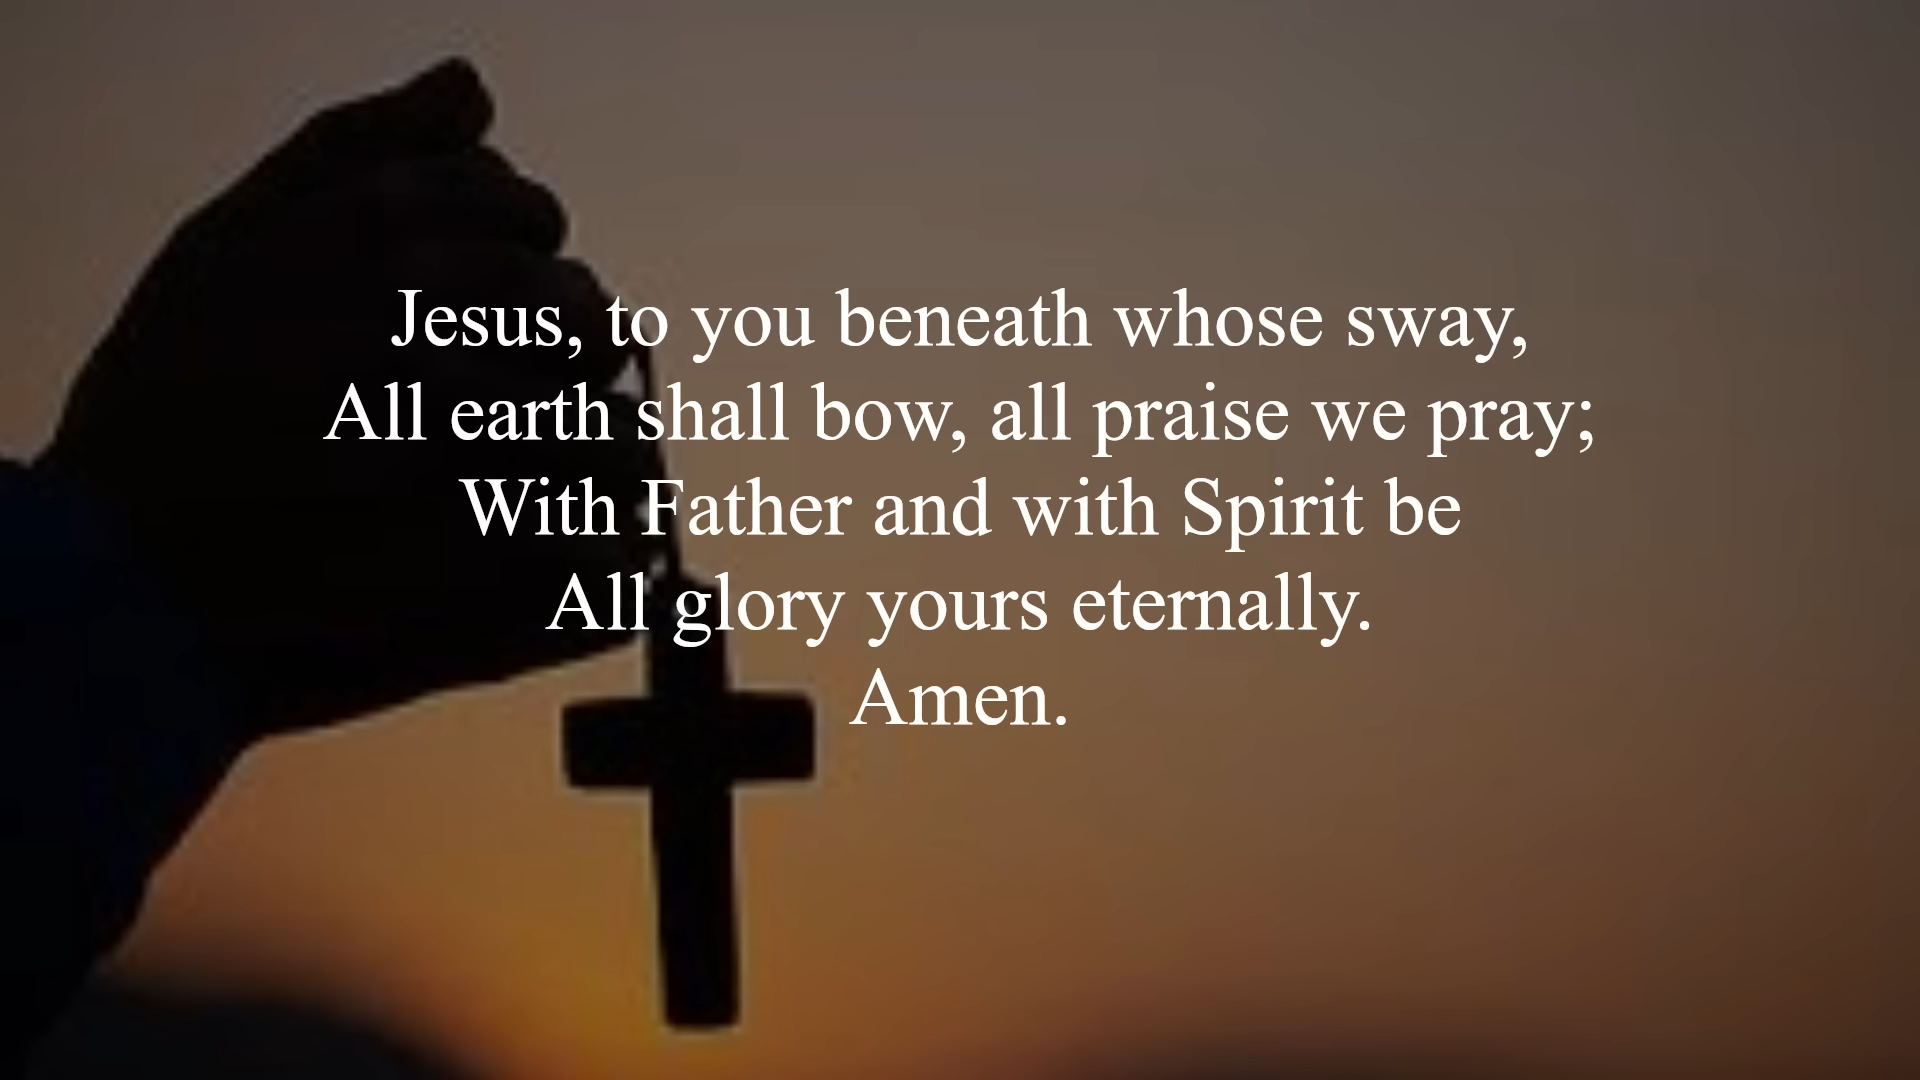 Jesus, to you beneath whose sway,
All earth shall bow, all praise we pray;
With Father and with Spirit be
All glory yours eternally.
Amen.